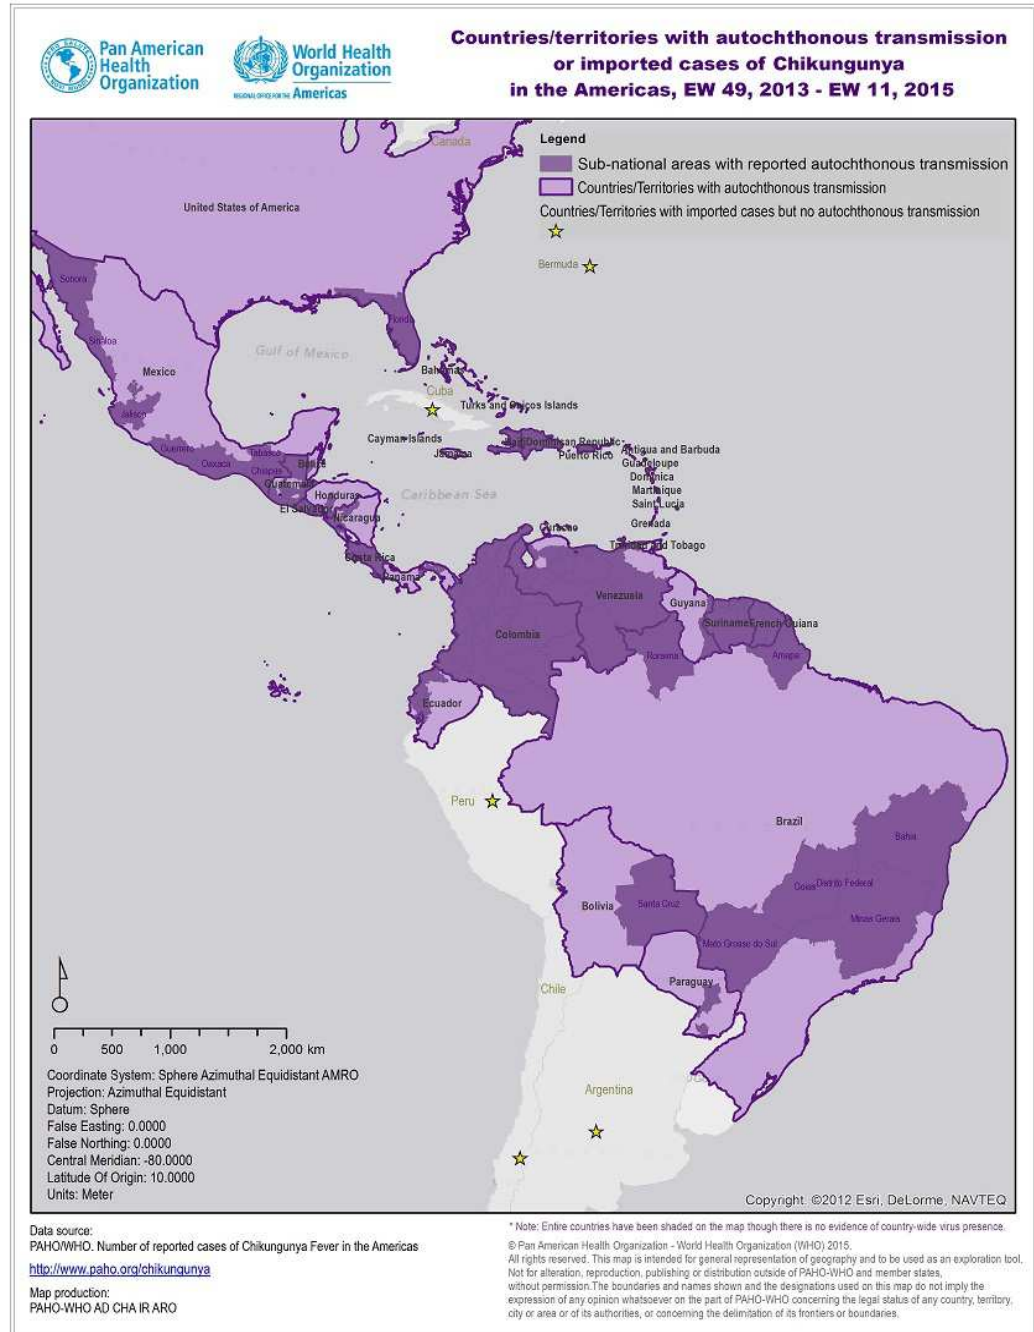 Pan American
Health
Organization
World Health
Organization
REGIONAL OFFICE FOR THE Americas
Countries/territories with autochthonous transmission
or imported cases of Chikungunya
in the Americas, EW 49, 2013 - EW 11, 2015
Legend
Sub-national areas with reported autochthonous transmission
Countries/Territories with autochthonous transmission
Countries/Territories with imported cases but no autochthonous transmission
Canada
United States of America
Bermuda
Sonora
Florida
Sinaloa
Gulf of Mexico
Mexico
Bahamas
Cuba
Turks and Caicos Islands
Jalisco
Cayman Islands
Haiti
Dominican Republic
Guerrero
Tabasco
Jamaica
Puerto Rico
Antigua and Barbuda
Oaxaca
Chiapas
Belize
Guadeloupe
Guatemala
Dominica
Honduras
Caribbean Sea
Martinique
El Salvador
Saint Lucia
Nicaragua
Grenada
Curacao
Costa Rica
Trinidad and Tobago
Panama
Venezuela
Guyana
Suriname
French Guiana
Colombia
Roraima
Amapa
Ecuador
Peru
Brazil
Bahia
Goias
Distrito Federal
Bolivia
Santa Cruz
Minas Gerais
Mato Grosso do Sul
Paraguay
Chile
Argentina
0 500 1,000 2,000 km
Coordinate System: Sphere Azimuthal Equidistant AMRO
Projection: Azimuthal Equidistant
Datum: Sphere
False Easting: 0.0000
False Northing: 0.0000
Central Meridian: -80.0000
Latitude Of Origin: 10.0000
Units: Meter
Copyright: ©2012 Esri, DeLorme, NAVTEQ
Data source:
PAHO/WHO. Number of reported cases of Chikungunya Fever in the Americas
http://www.paho.org/chikungunya
Map production:
PAHO-WHO AD CHA IR ARO
* Note: Entire countries have been shaded on the map though there is no evidence of country-wide virus presence.
© Pan American Health Organization - World Health Organization (WHO) 2015.
All rights reserved. This map is intended for general representation of geography and to be used as an exploration tool.
Not for alteration, reproduction, publishing or distribution outside of PAHO-WHO and member states,
without permission.The boundaries and names shown and the designations used on this map do not imply the
expression of any opinion whatsoever on the part of PAHO-WHO concerning the legal status of any country, territory,
city or area or of its authorities, or concerning the delimitation of its frontiers or boundaries.